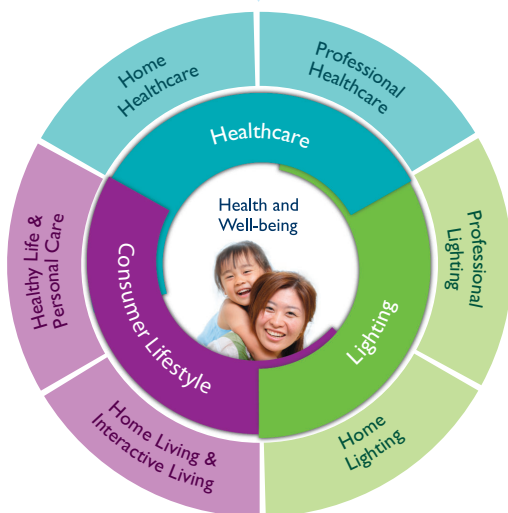 Home
Healthcare
Professional
Healthcare
Healthcare
Health and
Well-being
Healthy Life &
Personal Care
Consumer Lifestyle
Lighting
Professional
Lighting
Home Living &
Interactive Living
Home
Lighting